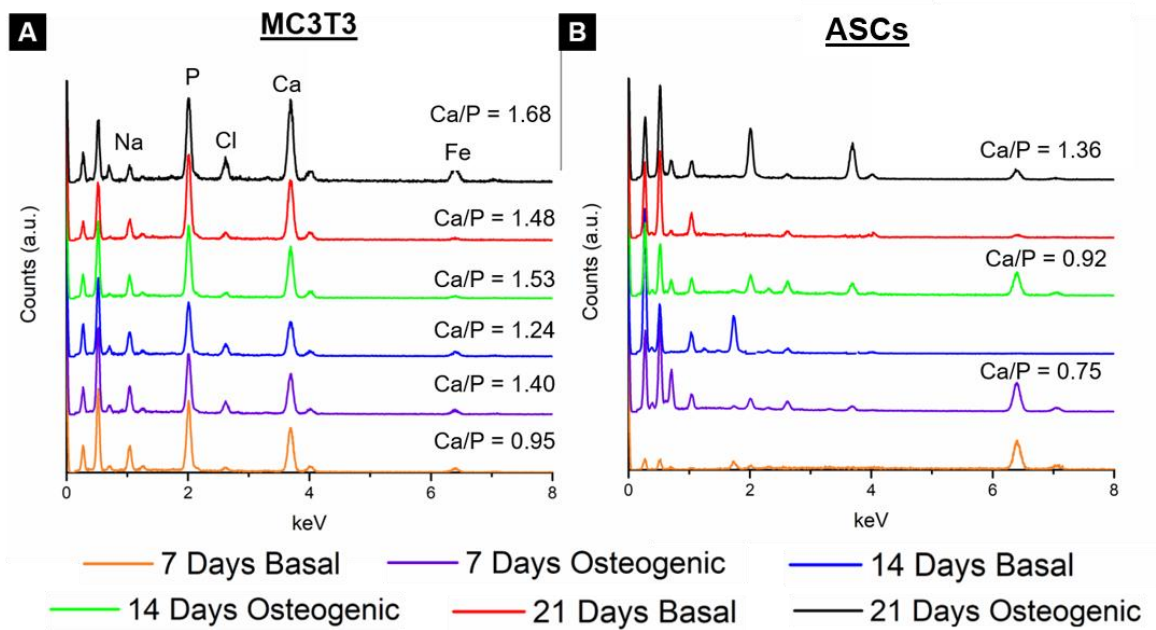 A
MC3T3
P
Ca
Na
Cl
Fe
Ca/P = 1.68
Ca/P = 1.48
Ca/P = 1.53
Ca/P = 1.24
Ca/P = 1.40
Ca/P = 0.95
Counts (a.u.)
0 2 4 6 8
keV
B
ASCs
Ca/P = 1.36
Ca/P = 0.92
Ca/P = 0.75
Counts (a.u.)
0 2 4 6 8
keV
7 Days Basal 7 Days Osteogenic 14 Days Basal
14 Days Osteogenic 21 Days Basal 21 Days Osteogenic